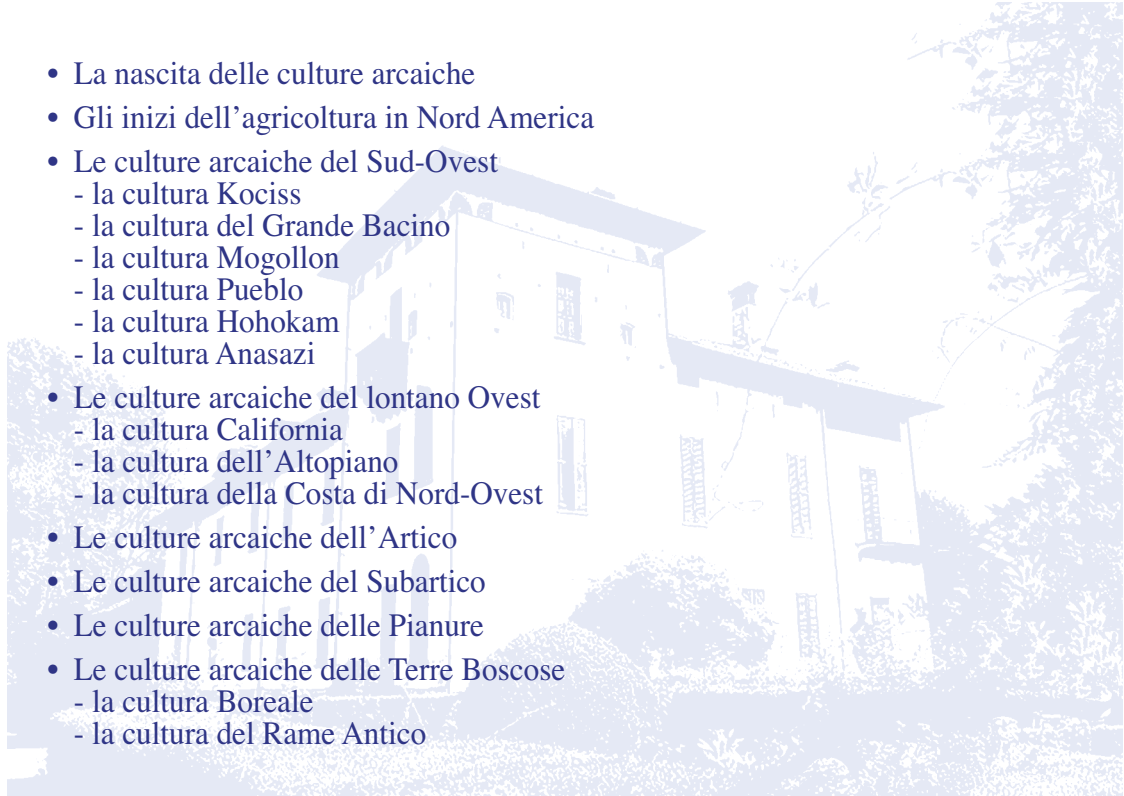 • La nascita delle culture arcaiche
• Gli inizi dell’agricoltura in Nord America
• Le culture arcaiche del Sud-Ovest
- la cultura Kociss
- la cultura del Grande Bacino
- la cultura Mogollon
- la cultura Pueblo
- la cultura Hohokam
- la cultura Anasazi
• Le culture arcaiche del lontano Ovest
- la cultura California
- la cultura dell’Altopiano
- la cultura della Costa di Nord-Ovest
• Le culture arcaiche dell’Artico
• Le culture arcaiche del Subartico
• Le culture arcaiche delle Pianure
• Le culture arcaiche delle Terre Boscose
- la cultura Boreale
- la cultura del Rame Antico